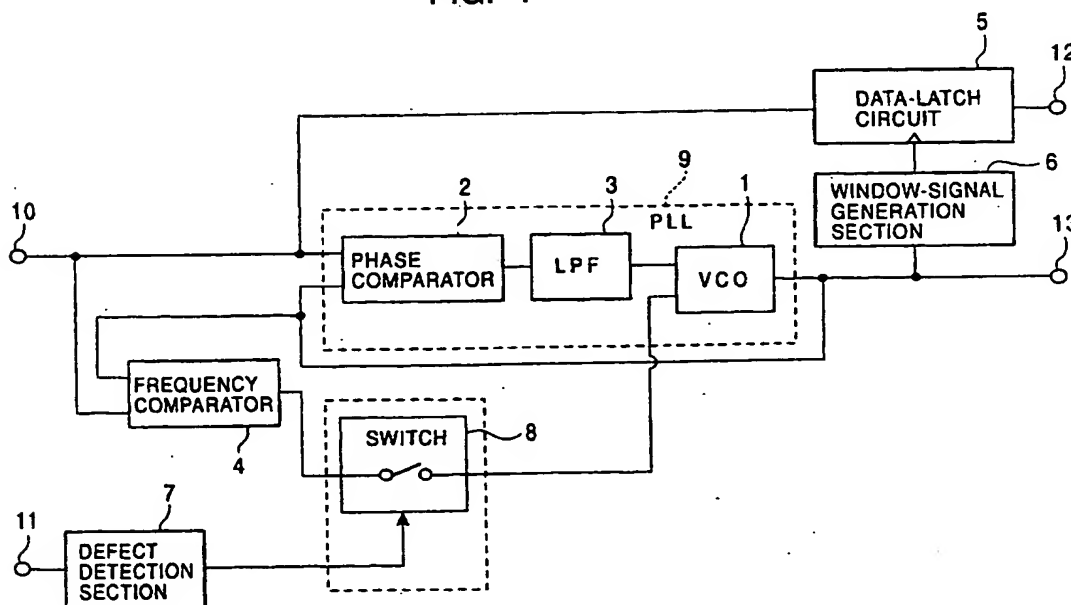 5
12
DATA-LATCH
CIRCUIT
6
9
WINDOW-SIGNAL
GENERATION
SECTION
2
3
PLL
1
10
13
PHASE
COMPARATOR
LPF
VCO
FREQUENCY
COMPARATOR
4
SWITCH
8
7
11
DEFECT
DETECTION
SECTION